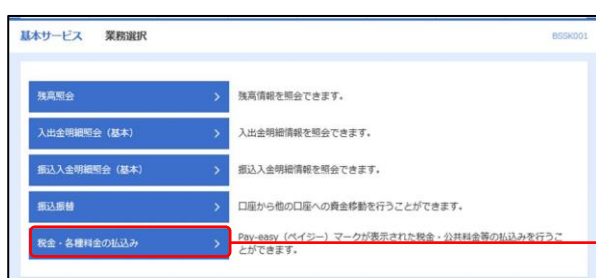 基本サービス 業務選択 BSSK001
残高照会 残高情報を照会できます。
入出金明細照会（基本） 入出金明細情報を照会できます。
振込入金明細照会（基本） 振込入金明細情報を照会できます。
振込振替 口座から他の口座への資金移動を行うことができます。
税金・各種料金の払込み Pay-easy（ペイジー）マークが表示された税金・公共料金等の払込みを行うこ
とができます。